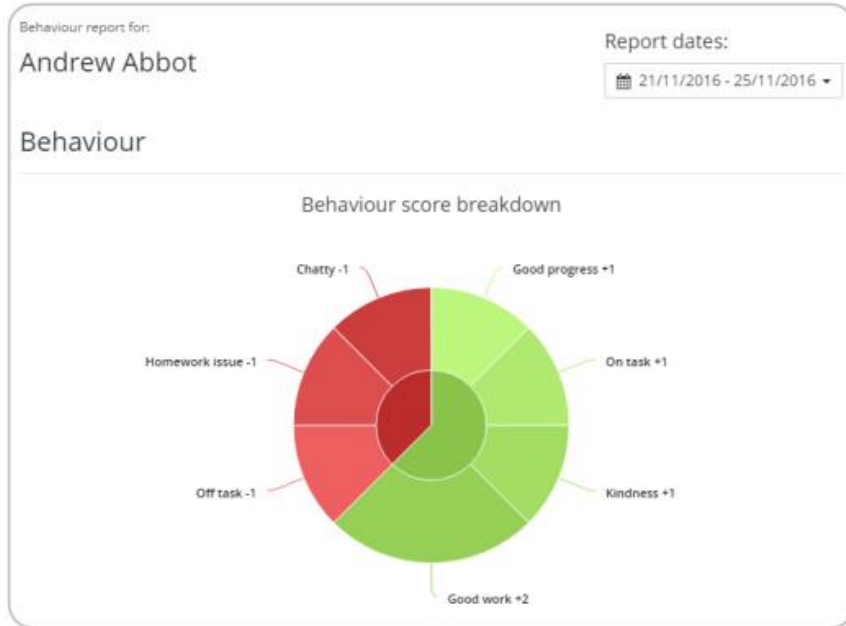 Behaviour report for:
Andrew Abbot
Report dates:
21/11/2016 - 25/11/2016
Behaviour
Behaviour score breakdown
Chatty -1
Good progress +1
Homework issue -1
On task +1
Off task -1
Kindness +1
Good work +2